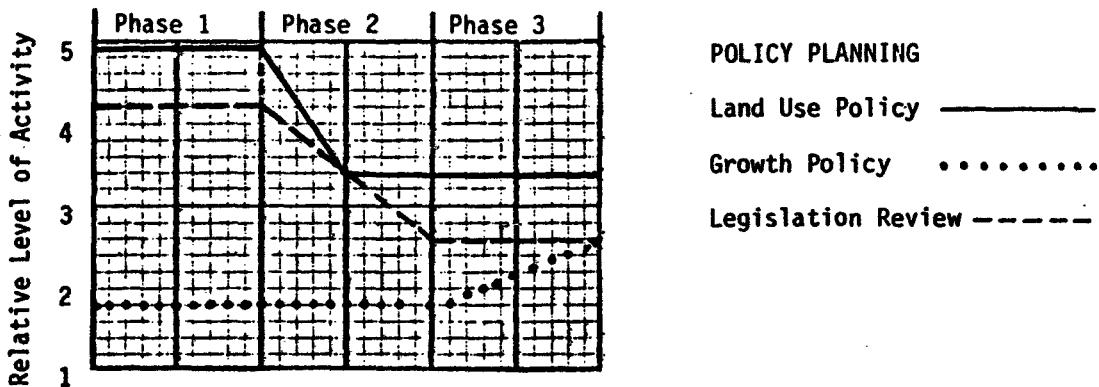 Phase 1 Phase 2 Phase 3
Relative Level of Activity
5
4
3
2
1
POLICY PLANNING
Land Use Policy
Growth Policy
Legislation Review